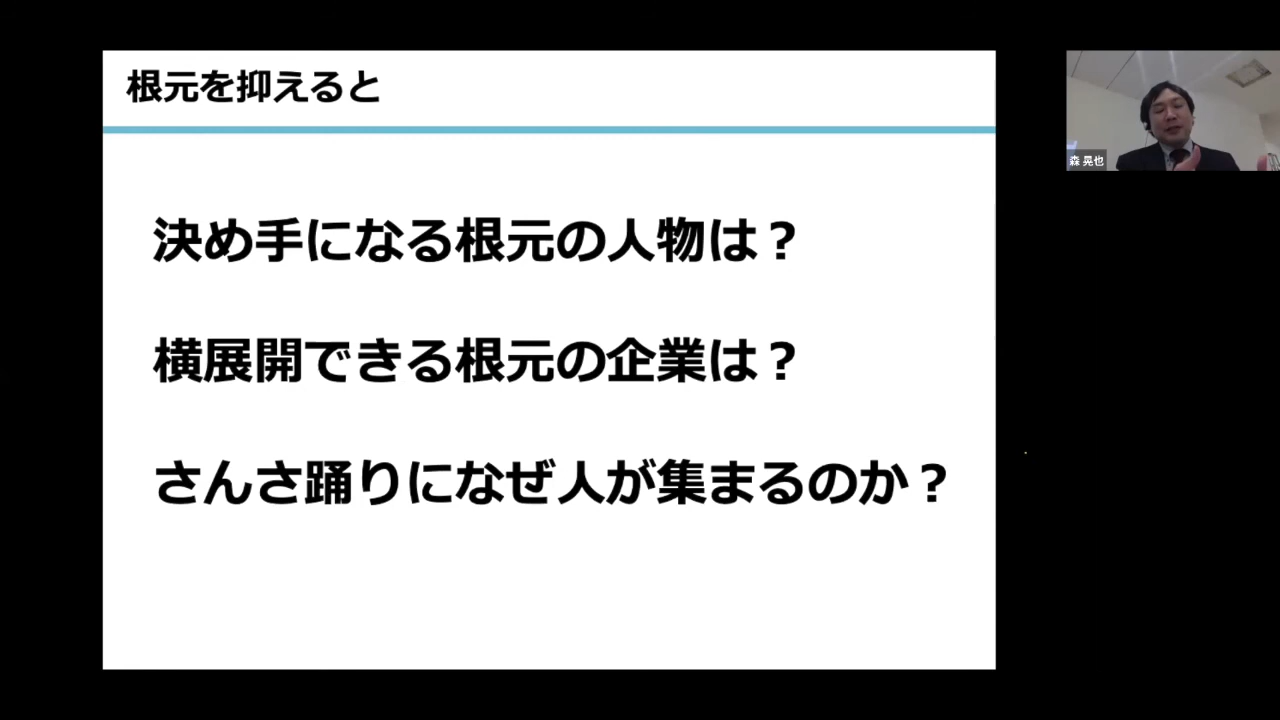 根元を抑えると
決め手になる根元の人物は？
横展開できる根元の企業は？
さんさ踊りになぜ人が集まるのか？
森 晃也